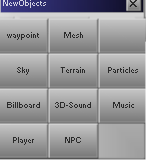 NewObjects
waypoint Mesh
Sky Terrain Particles
Billboard 3D-Sound Music
Player NPC